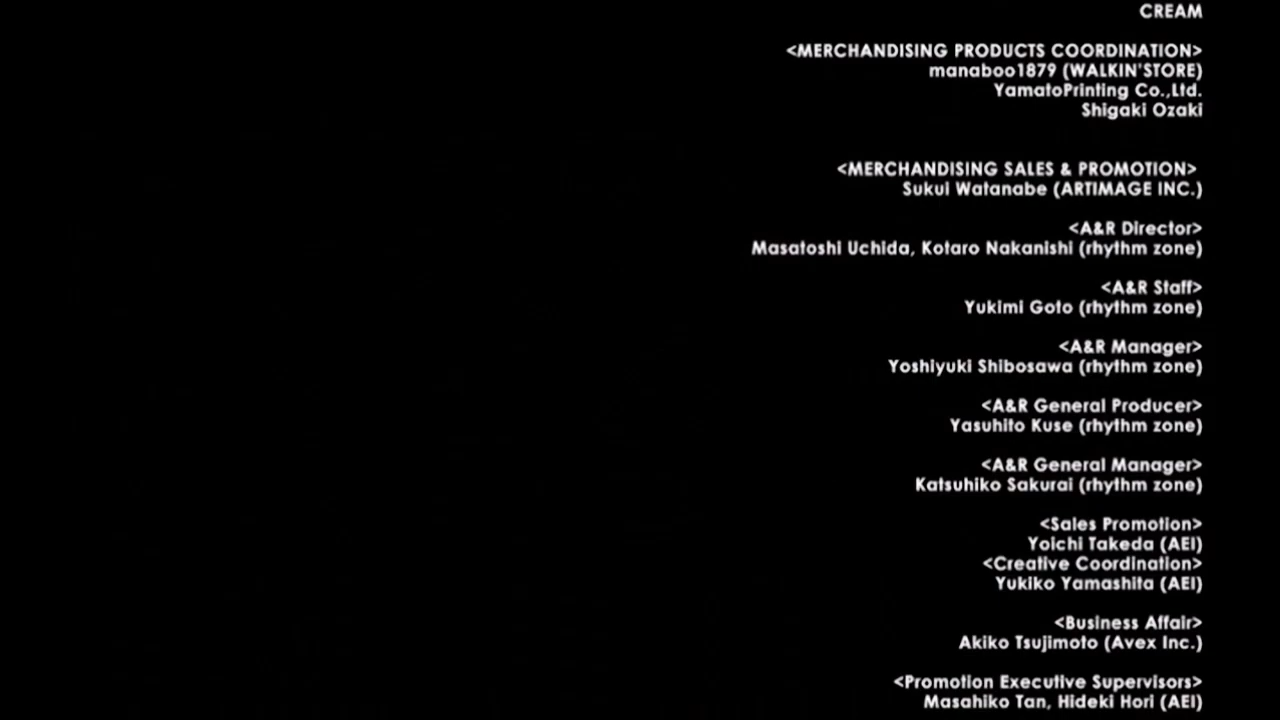 CREAM
<MERCHANDISING PRODUCTS COORDINATION>
manaboo1879 (WALKIN'STORE)
YamatoPrinting Co.,Ltd.
Shigaki Ozaki
<MERCHANDISING SALES & PROMOTION>
Sukui Watanabe (ARTIMAGE INC.)
<A&R Director>
Masatoshi Uchida, Kotaro Nakanishi (rhythm zone)
<A&R Staff>
Yukimi Goto (rhythm zone)
<A&R Manager>
Yoshiyuki Shibosawa (rhythm zone)
<A&R General Producer>
Yasuhito Kuse (rhythm zone)
<A&R General Manager>
Katsuhiko Sakurai (rhythm zone)
<Sales Promotion>
Yoichi Takeda (AEI)
<Creative Coordination>
Yukiko Yamashita (AEI)
<Business Affair>
Akiko Tsujimoto (Avex Inc.)
<Promotion Executive Supervisors>
Masahiko Tan, Hideki Hori (AEI)